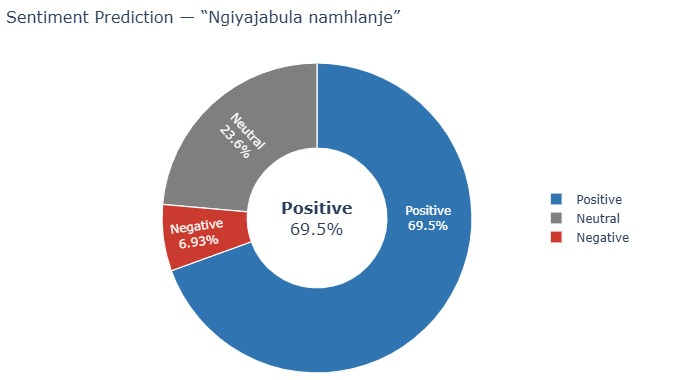 Sentiment Prediction — “Ngiyajabula namhlanje”
Neutral
23.6%
Positive
69.5%
Positive
69.5%
Negative
6.93%
Positive
Neutral
Negative